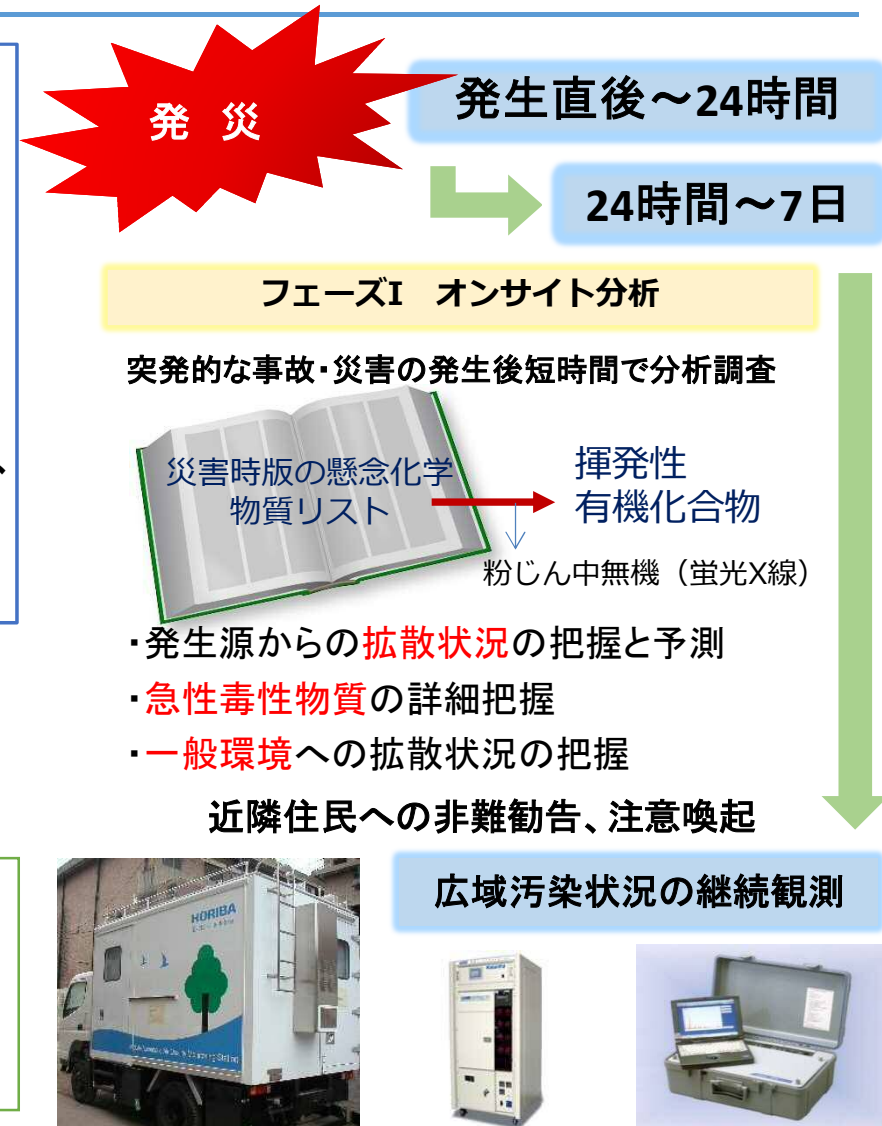 発 災
発生直後～24時間
24時間～7日
フェーズI オンサイト分析
突発的な事故・災害の発生後短時間で分析調査
災害時版の懸念化学
物質リスト
揮発性
有機化合物
粉じん中無機（蛍光X線）
、
・発生源からの拡散状況の把握と予測
・急性毒性物質の詳細把握
・一般環境への拡散状況の把握
近隣住民への非難勧告、注意喚起
広域汚染状況の継続観測
HORIBA